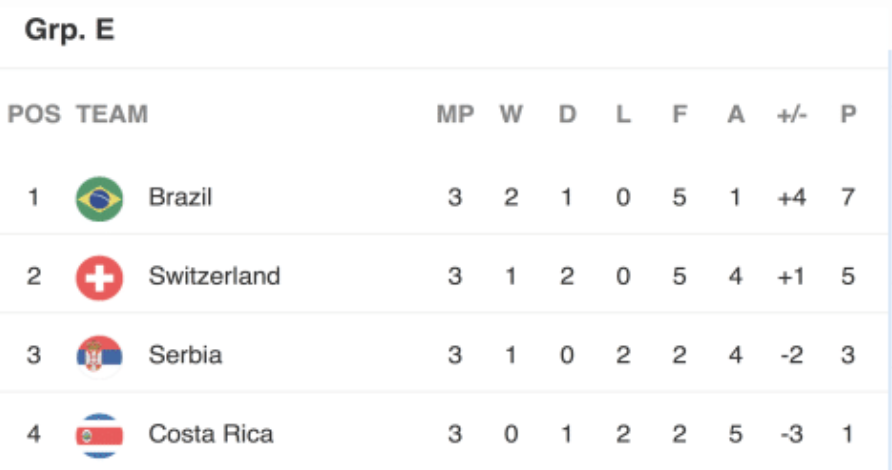 Grp. E
POS TEAM MP W D L F A +/- P
1 Brazil 3 2 1 0 5 1 +4 7
2 Switzerland 3 1 2 0 5 4 +1 5
3 Serbia 3 1 0 2 2 4 -2 3
4 Costa Rica 3 0 1 2 2 5 -3 1